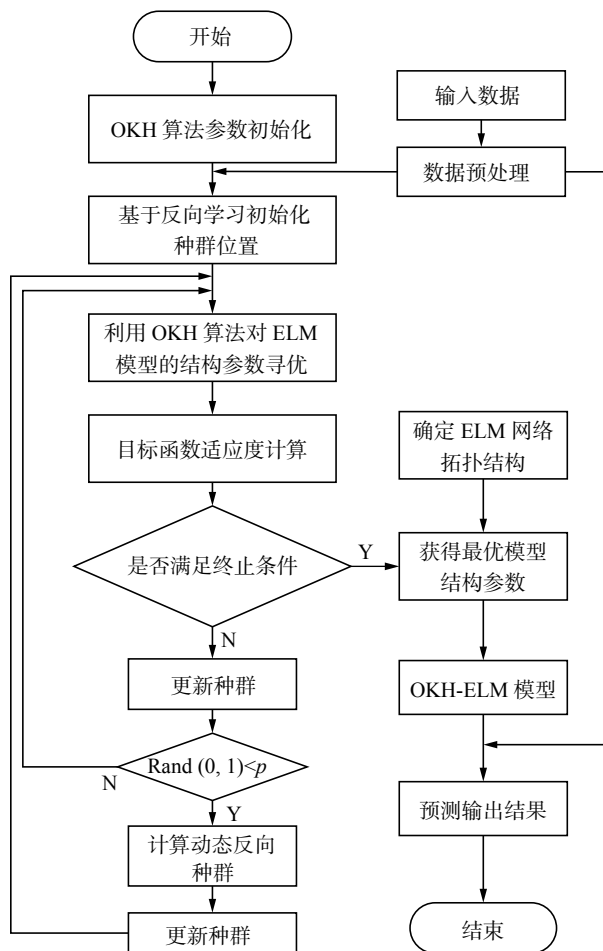 开始
OKH 算法参数初始化
输入数据
数据预处理
基于反向学习初始化
种群位置
利用 OKH 算法对 ELM
模型的结构参数寻优
目标函数适应度计算
确定 ELM 网络
拓扑结构
是否满足终止条件
Y
获得最优模型
结构参数
N
更新种群
OKH-ELM 模型
Rand (0, 1)<p
N
Y
预测输出结果
计算动态反向
种群
更新种群
结束